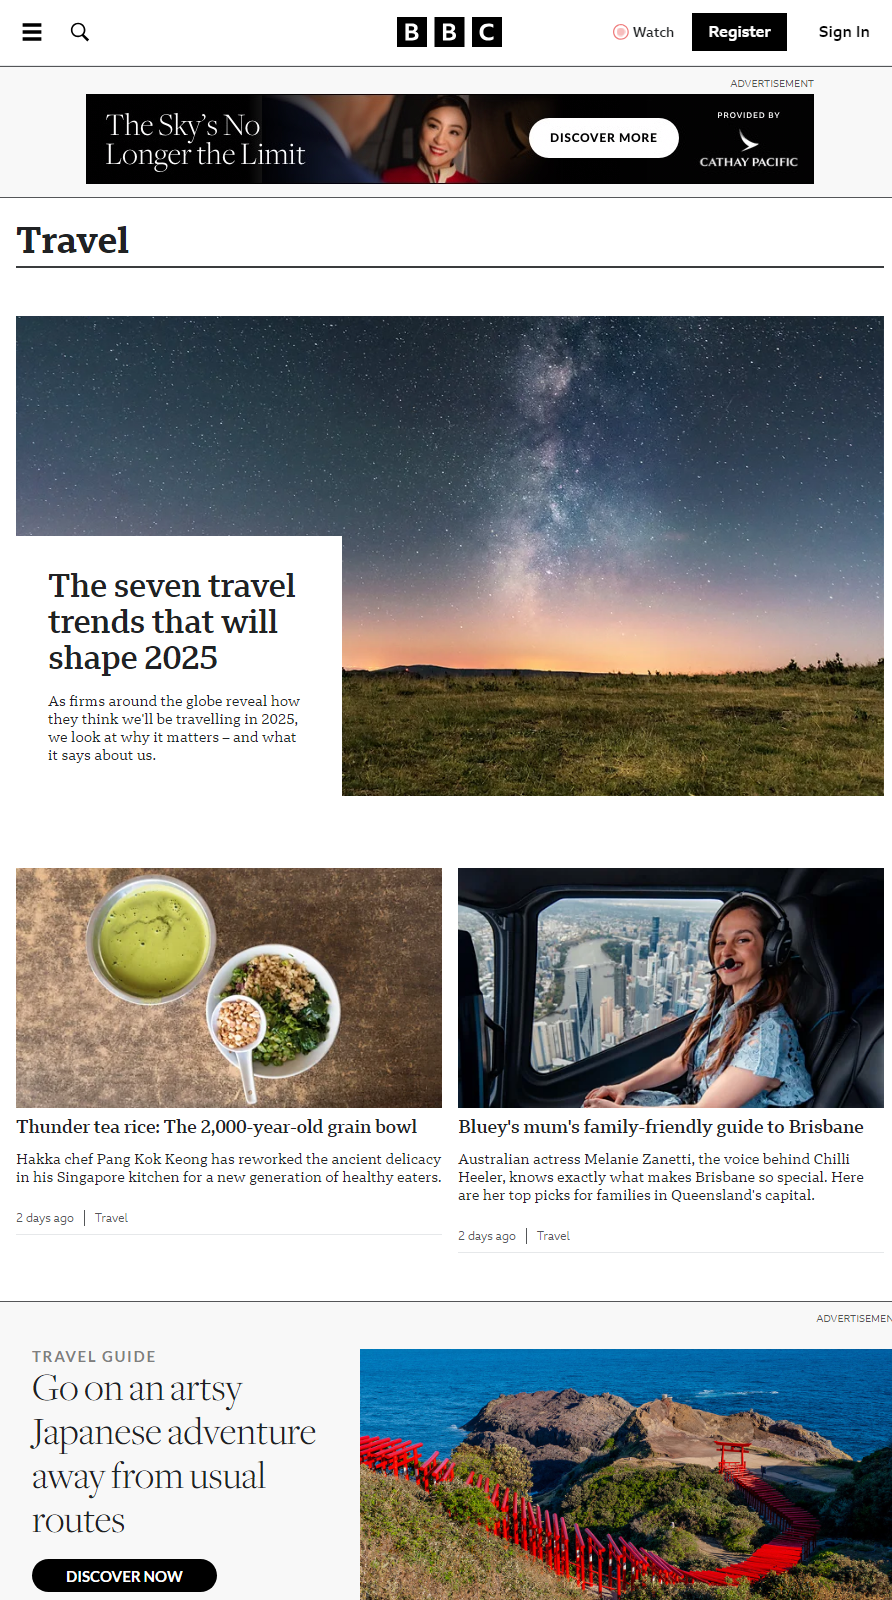 BBC
Watch
Register
Sign In
ADVERTISEMENT
The Sky's No
Longer the Limit
DISCOVER MORE
PROVIDED BY
CATHAY PACIFIC
Travel
The seven travel
trends that will
shape 2025
As firms around the globe reveal how
they think we'll be travelling in 2025,
we look at why it matters – and what
it says about us.
Thunder tea rice: The 2,000-year-old grain bowl
Hakka chef Pang Kok Keong has reworked the ancient delicacy
in his Singapore kitchen for a new generation of healthy eaters.
2 days ago | Travel
Bluey's mum's family-friendly guide to Brisbane
Australian actress Melanie Zanetti, the voice behind Chilli
Heeler, knows exactly what makes Brisbane so special. Here
are her top picks for families in Queensland's capital.
2 days ago | Travel
ADVERTISEMEN
TRAVEL GUIDE
Go on an artsy
Japanese adventure
away from usual
routes
DISCOVER NOW